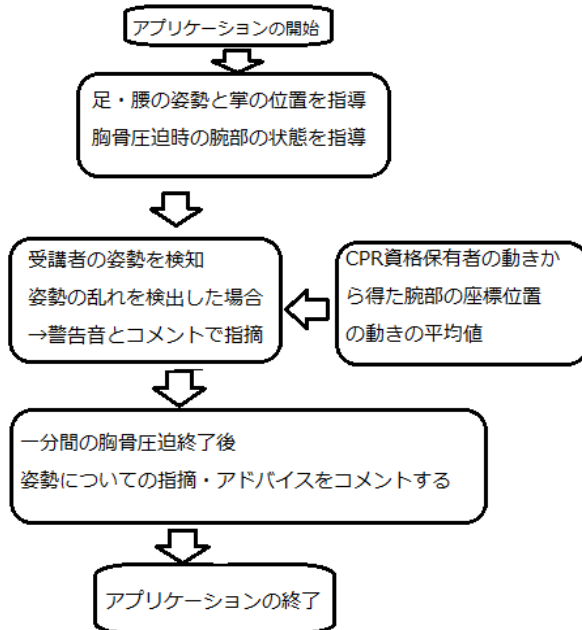 アプリケーションの開始
足・腰の姿勢と掌の位置を指導
胸骨圧迫時の腕部の状態を指導
受講者の姿勢を検知
姿勢の乱れを検出した場合
→警告音とコメントで指摘
CPR資格保有者の動きか
ら得た腕部の座標位置
の動きの平均値
一分間の胸骨圧迫終了後
姿勢についての指摘・アドバイスをコメントする
アプリケーションの終了